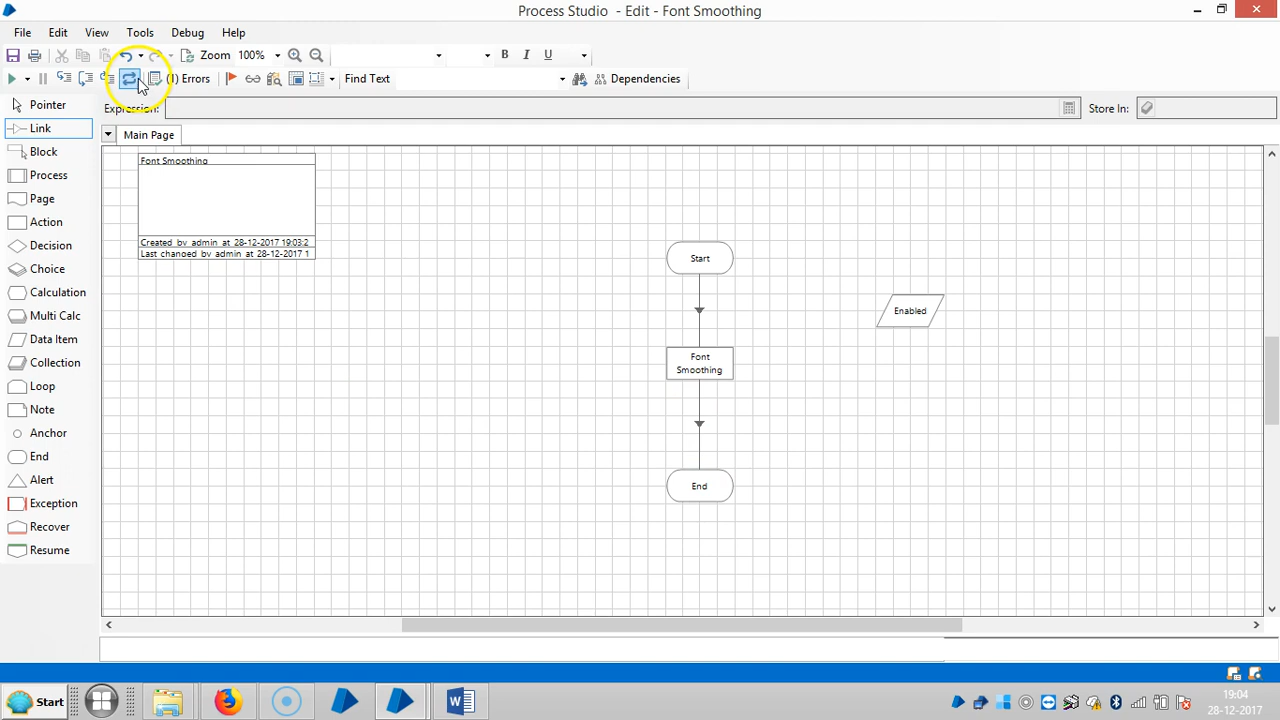 Process Studio - Edit - Font Smoothing
File Edit View Tools Debug Help
Zoom 100% B I U
Errors Find Text Dependencies
Expression: Store In:
Pointer
Link
Block
Process
Page
Action
Decision
Choice
Calculation
Multi Calc
Data Item
Collection
Loop
Note
Anchor
End
Alert
Exception
Recover
Resume
Main Page
Font Smoothing
Created by admin at 28-12-2017 19:03:2
Last changed by admin at 28-12-2017 1
Start
Enabled
Font
Smoothing
End
Start
19:04
28-12-2017